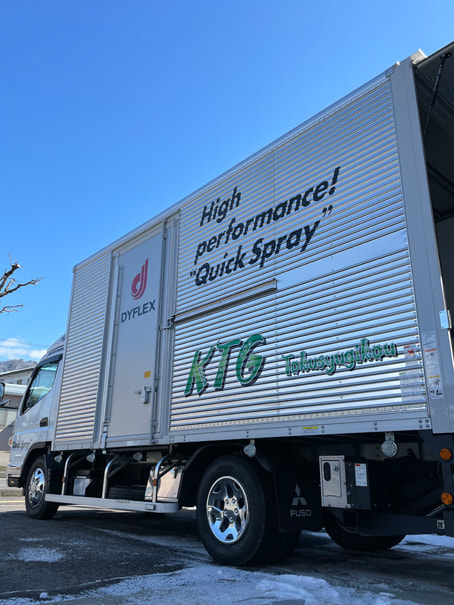 High
performance!
"Quick Spray"
DYFLEX
KTG Tokusyugikou
FUSO